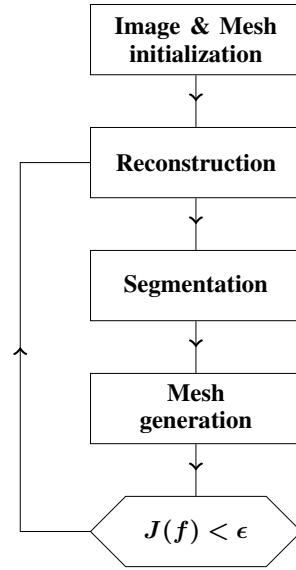 Image & Mesh
initialization
Reconstruction
Segmentation
Mesh
generation
J(f) < ϵ